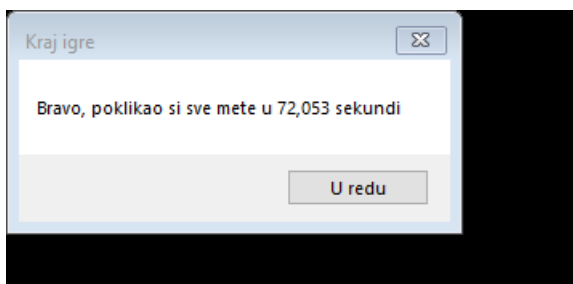 Kraj igre
Bravo, poklikao si sve mete u 72,053 sekundi
U redu